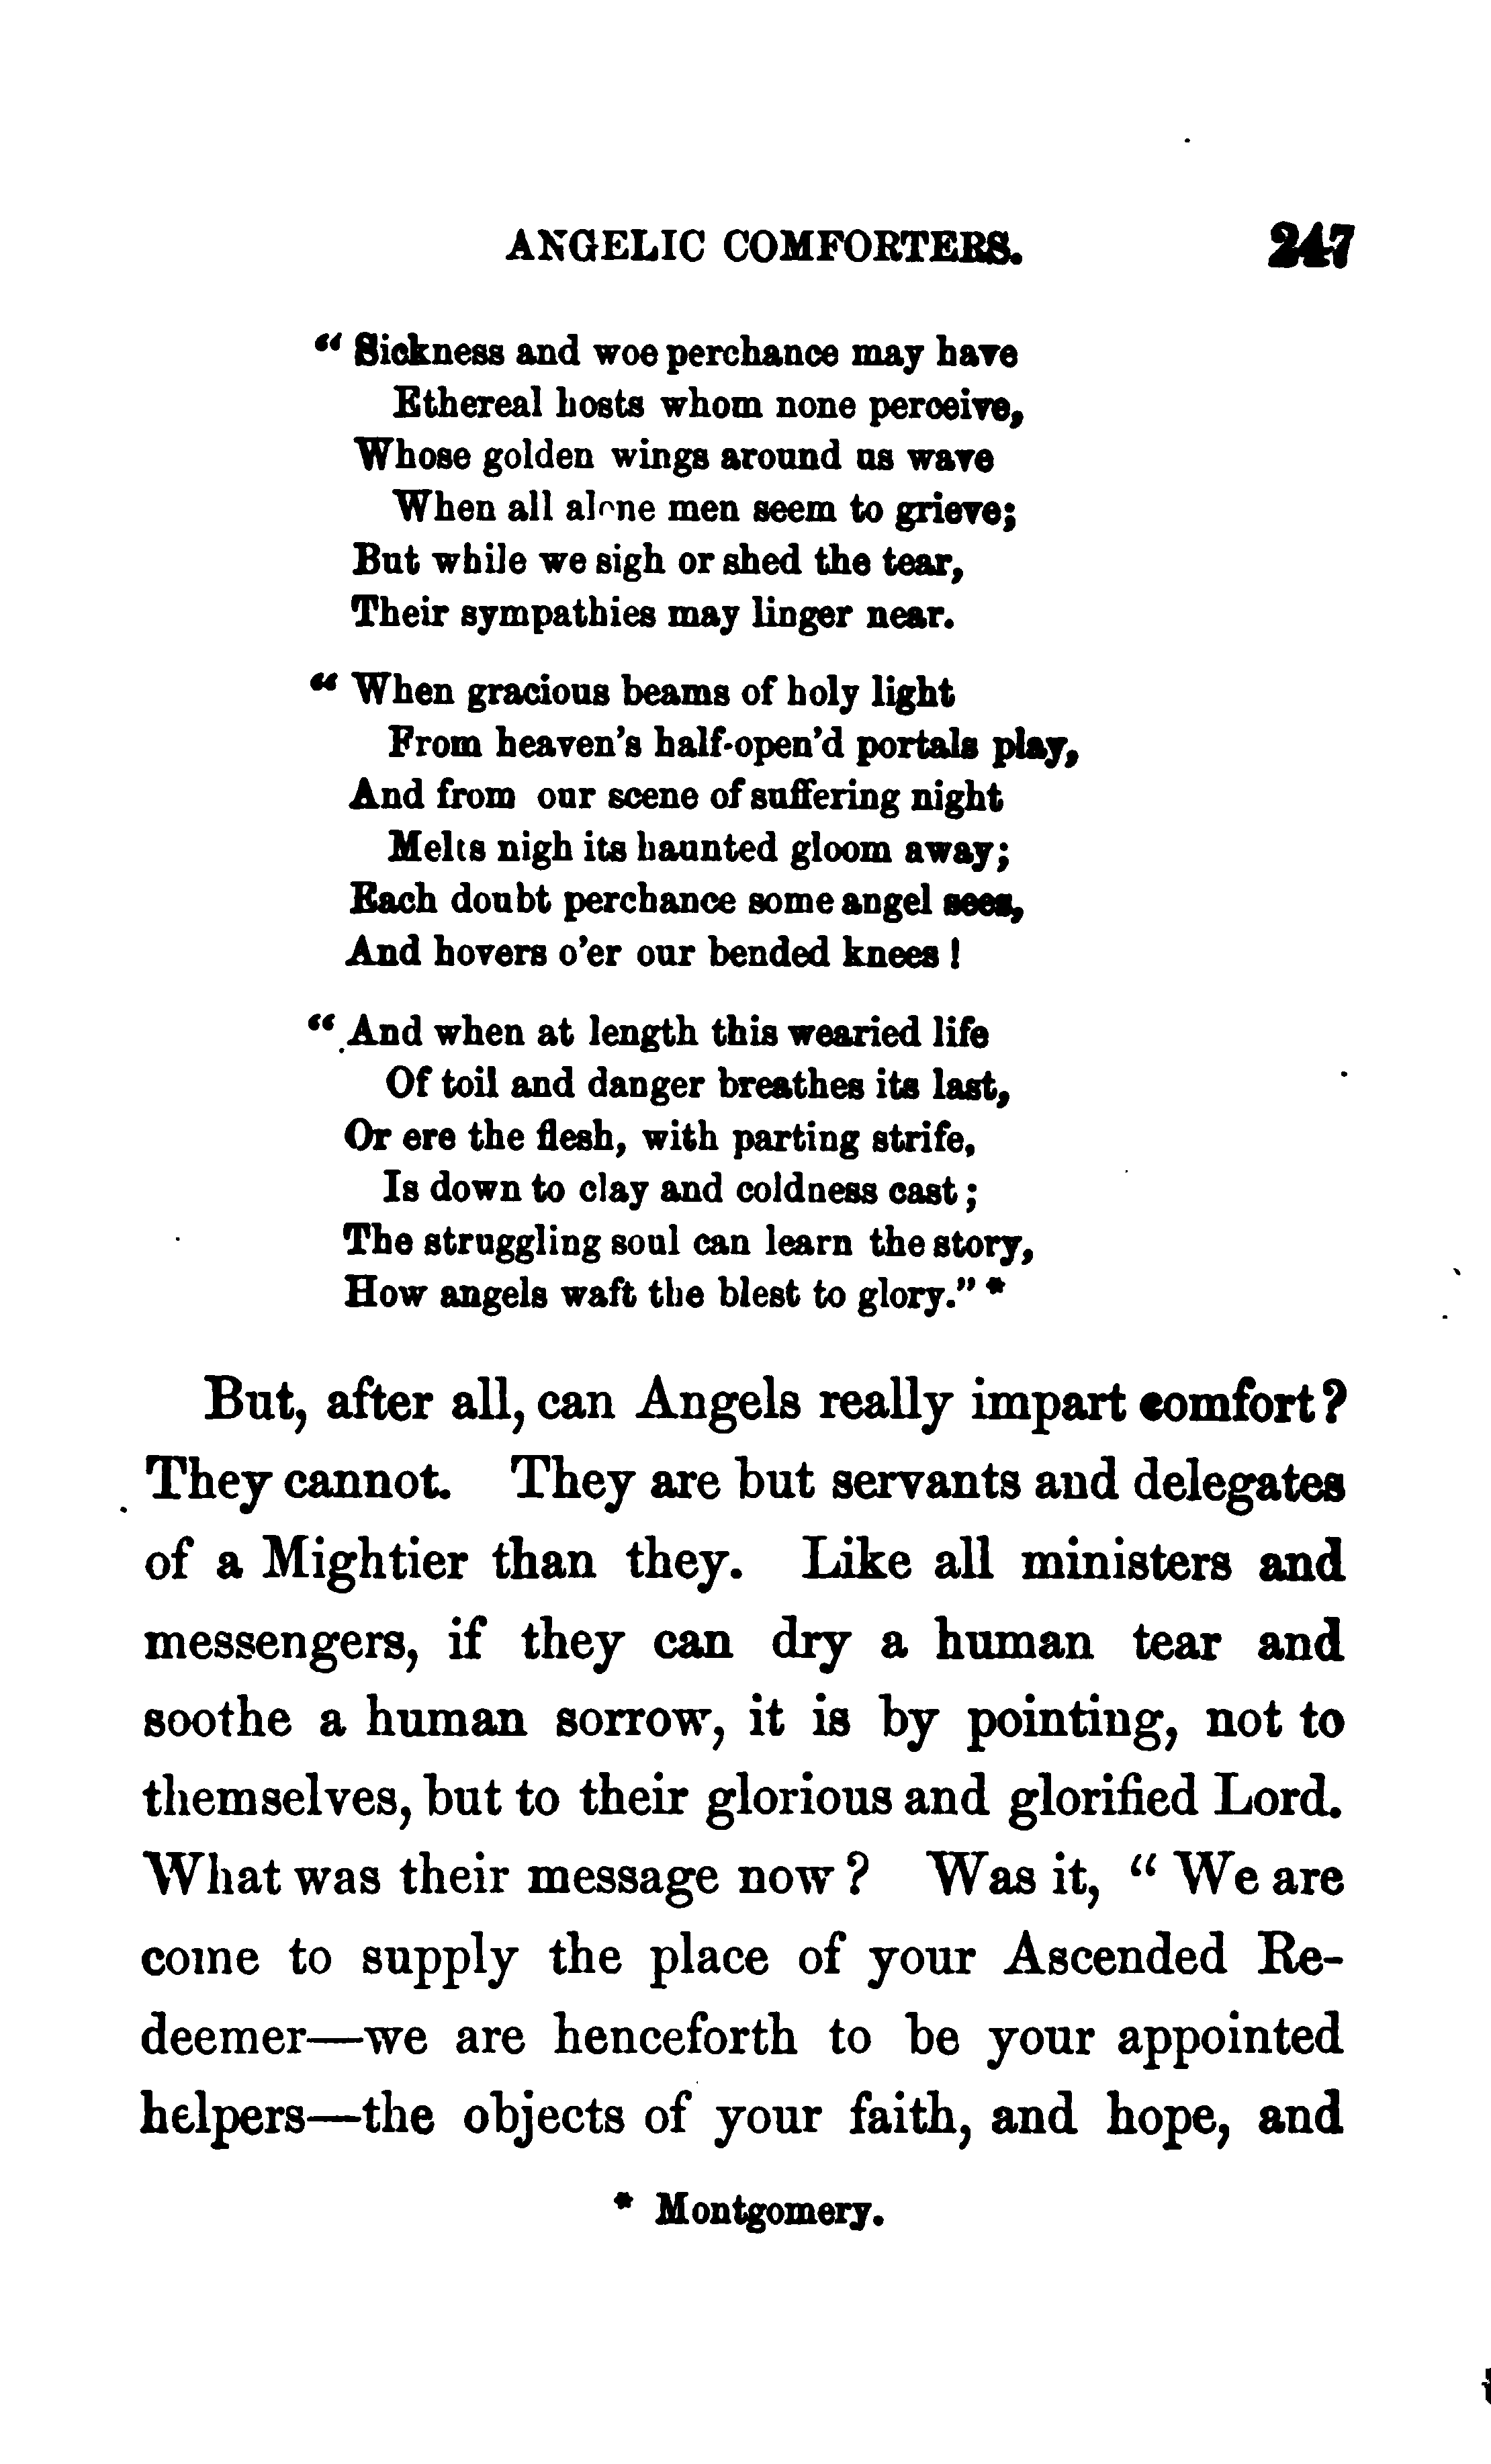 ANGELIC COMFORTERS. 247
“ Sickness and woe perchance may have
Ethereal hosts whom none perceive,
Whose golden wings around us wave
When all alone men seem to grieve;
But while we sigh or shed the tear,
Their sympathies may linger near.
“ When gracious beams of holy light
From heaven’s half-open’d portals play,
And from our scene of suffering night
Melts nigh its haunted gloom away;
Each doubt perchance some angel sees,
And hovers o’er our bended knees !
“ And when at length this wearied life
Of toil and danger breathes its last,
Or ere the flesh, with parting strife,
Is down to clay and coldness cast ;
The struggling soul can learn the story,
How angels waft the blest to glory.” *
But, after all, can Angels really impart comfort?
They cannot. They are but servants and delegates
of a Mightier than they. Like all ministers and
messengers, if they can dry a human tear and
soothe a human sorrow, it is by pointing, not to
themselves, but to their glorious and glorified Lord.
What was their message now? Was it, “ We are
come to supply the place of your Ascended Re-
deemer—we are henceforth to be your appointed
helpers—the objects of your faith, and hope, and
* Montgomery.